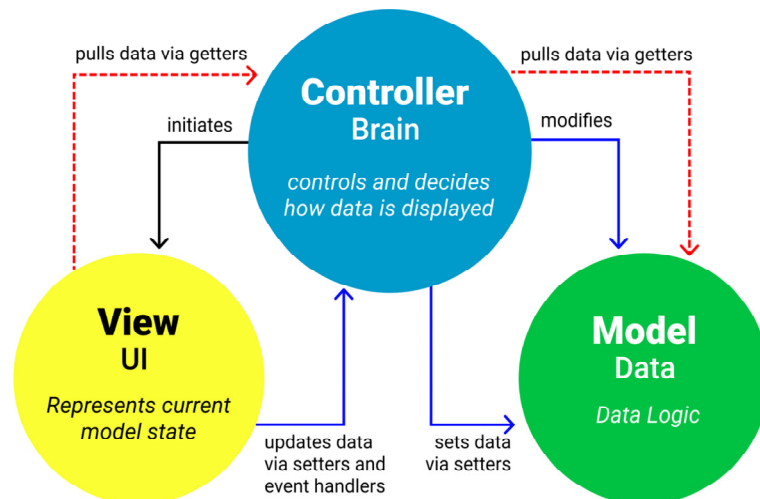 pulls data via getters
pulls data via getters
Controller
Brain
initiates
modifies
controls and decides
how data is displayed
View
UI
Represents current
model state
Model
Data
Data Logic
updates data
via setters and
event handlers
sets data
via setters